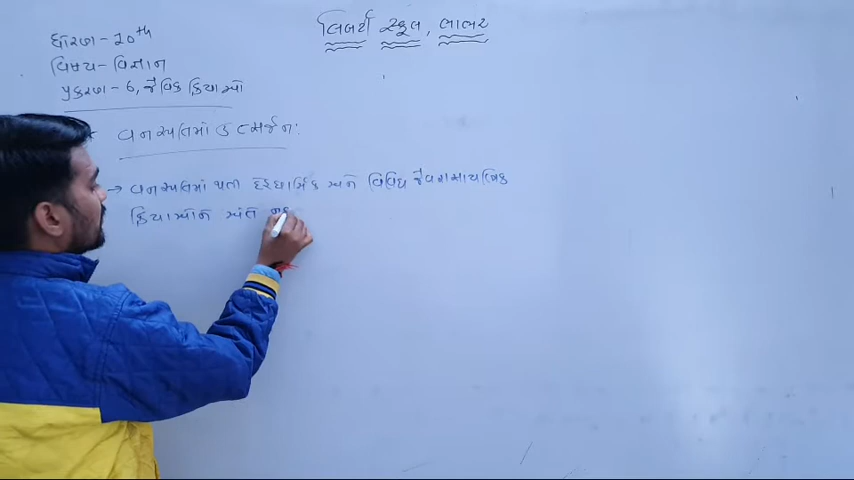 લિબર્ટી સ્કૂલ, લાલર
ધોરણ - 10th
વિષય - વિજ્ઞાન
પ્રકરણ - 6, જૈવિક ક્રિયાઓ
વનસ્પતિમાં ઉત્સર્જન:
→ વનસ્પતિમાં થતી દેહધાર્મિક અને વિવિધ જૈવરાસાયણિક
ક્રિયાઓને અંતે